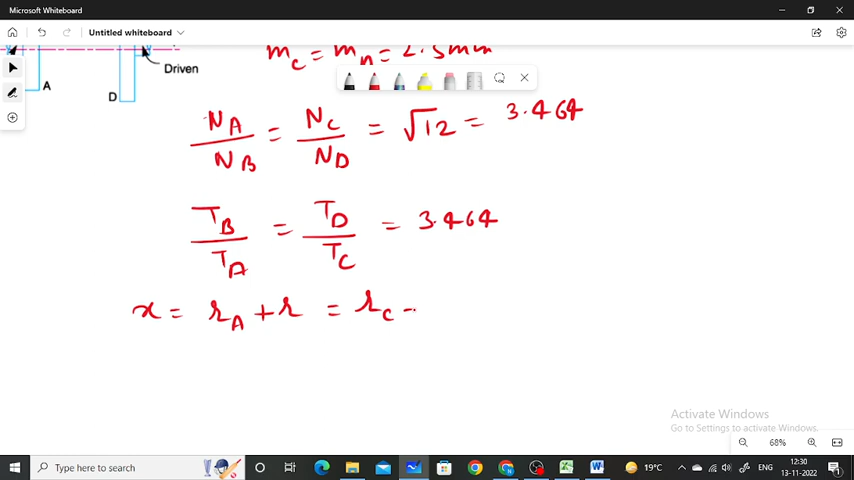 Microsoft Whiteboard
Untitled whiteboard
m_C = m_n = 2.5mm
A
Driven
D
N_A / N_B = N_C / N_D = √12 = 3.464
T_B / T_A = T_D / T_C = 3.464
x = r_A + r = r_C -
Activate Windows
Go to Settings to activate Windows.
68%
Type here to search
19°C
ENG
12:30
13-11-2022